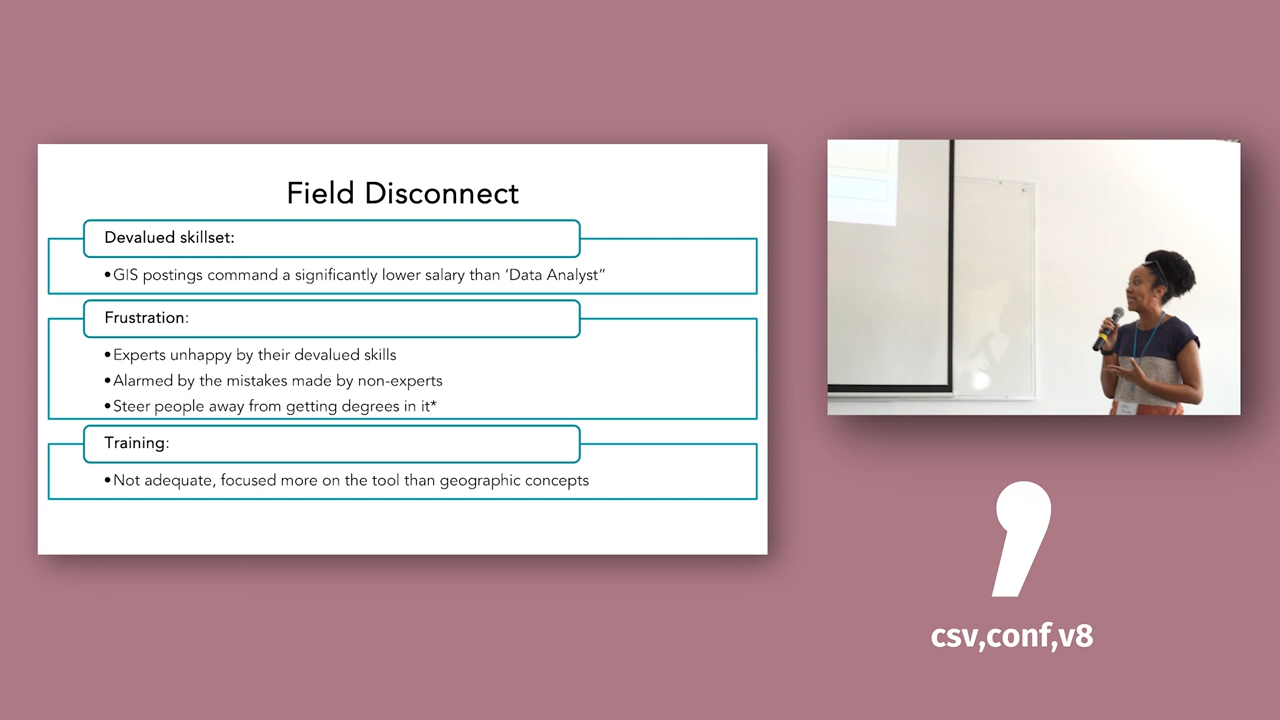 Field Disconnect
Devalued skillset:
•GIS postings command a significantly lower salary than ‘Data Analyst”
Frustration:
•Experts unhappy by their devalued skills
•Alarmed by the mistakes made by non-experts
•Steer people away from getting degrees in it*
Training:
•Not adequate, focused more on the tool than geographic concepts
csv,conf,v8